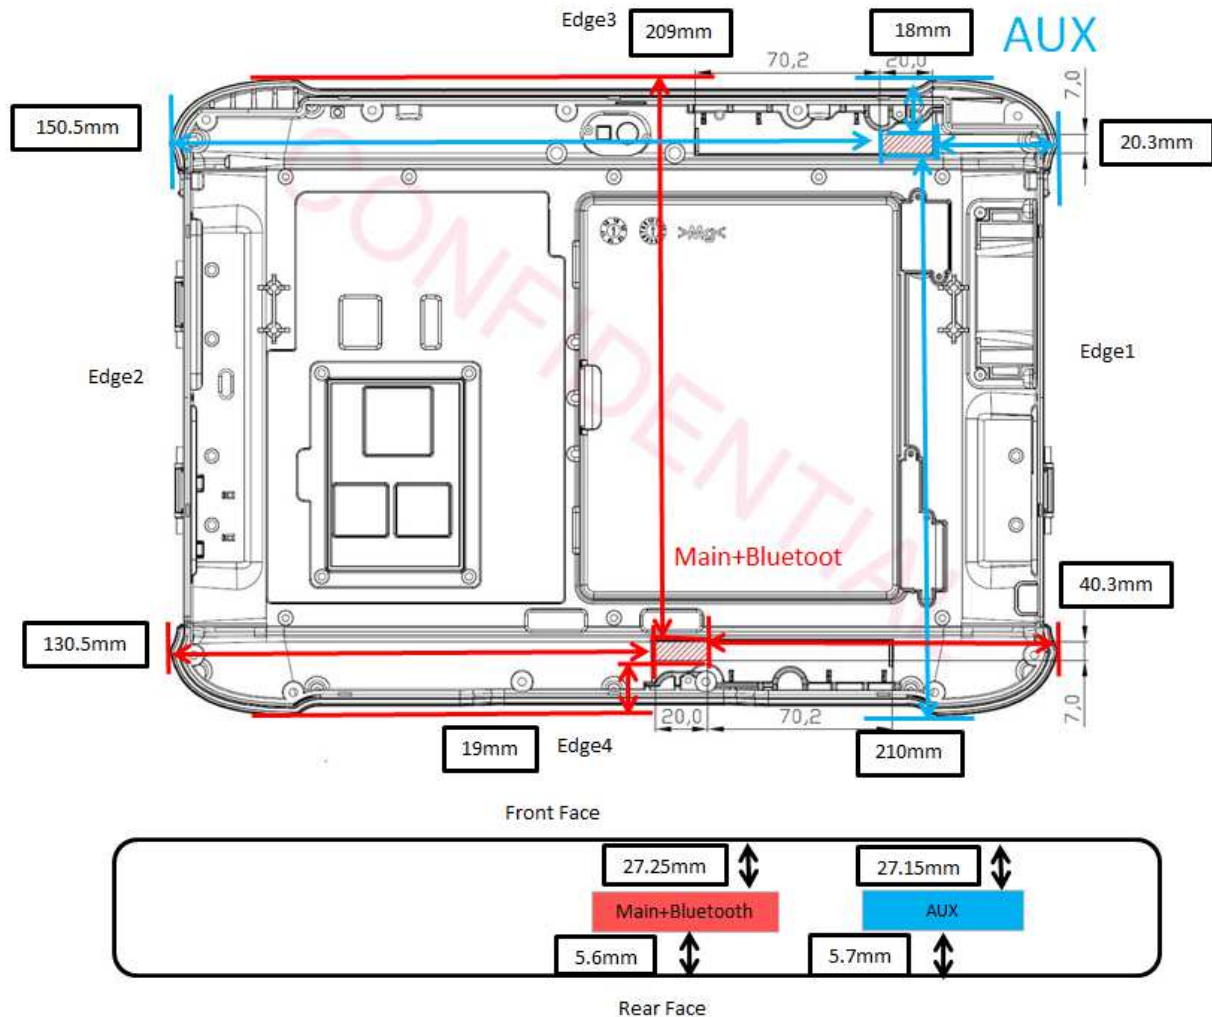 Edge3
209mm
18mm
AUX
70,2
20,0
7,0
150.5mm
20.3mm
CONFIDENTIAL
>Mg<
Edge2
Edge1
Main+Bluetoot
40.3mm
130.5mm
7,0
20,0
70,2
19mm
Edge4
210mm
Front Face
27.25mm
27.15mm
Main+Bluetooth
AUX
5.6mm
5.7mm
Rear Face